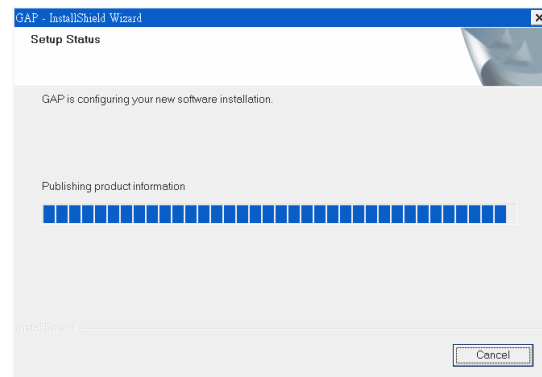 GAP - InstallShield Wizard
Setup Status
GAP is configuring your new software installation.
Publishing product information
InstallShield
Cancel